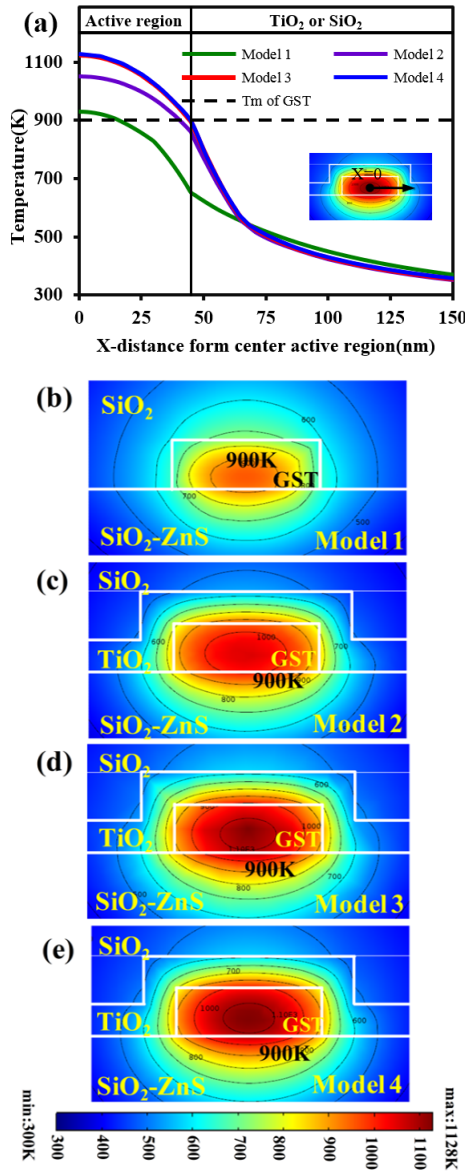 (a)
Active region
TiO₂ or SiO₂
Model 1
Model 2
Model 3
Model 4
Tm of GST
Temperature(K)
1100
900
700
500
300
X=0
0 25 50 75 100 125 150
X-distance form center active region(nm)
(b)
SiO₂
600
900K
GST
700
500
SiO₂-ZnS
Model 1
(c)
SiO₂
600
1000
700
TiO₂
GST
900K
800
SiO₂-ZnS
Model 2
(d)
SiO₂
600
1000
TiO₂
GST
900K
700
800
SiO₂-ZnS
Model 3
(e)
SiO₂
700
1000
600
TiO₂
GST
900K
800
SiO₂-ZnS
Model 4
min:300K
max:1128K
300 400 500 600 700 800 900 1000 1100